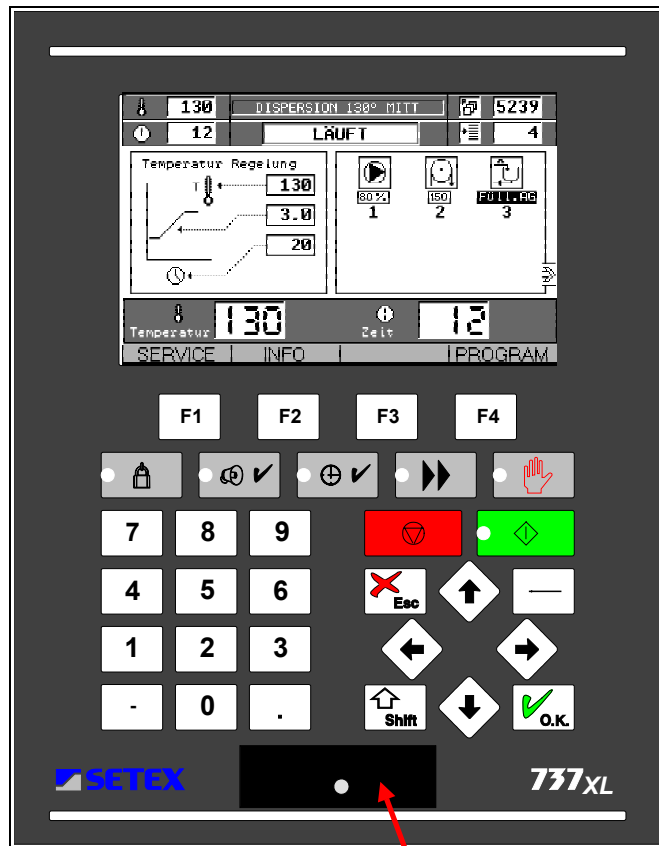 130 DISPERSION 130° MITT 5239
12 LÄUFT 4
Temperatur Regelung
T 130
3.0
20
80% 150 Füll.AG
1 2 3
Temperatur 130 Zeit 12
SERVICE INFO PROGRAM
F1 F2 F3 F4
7 8 9
4 5 6 Esc
1 2 3
- 0 . Shift O.K.
SETEX 737XL